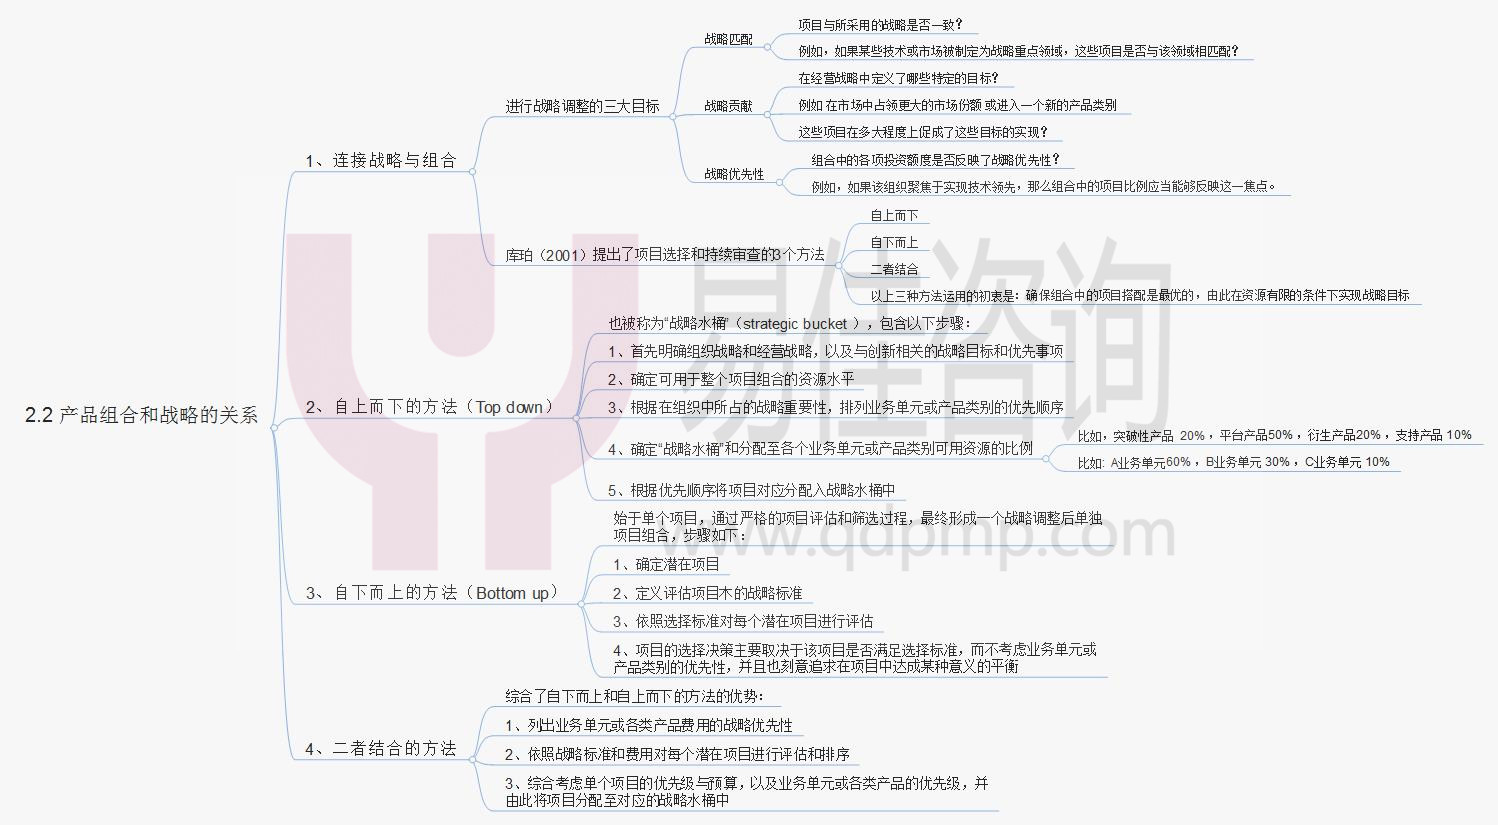 2.2 产品组合和战略的关系
1、连接战略与组合
进行战略调整的三大目标
战略匹配
项目与所采用的战略是否一致？
例如，如果某些技术或市场被制定为战略重点领域，这些项目是否与该领域相匹配？
战略贡献
在经营战略中定义了哪些特定的目标？
例如 在市场中占领更大的市场份额 或进入一个新的产品类别
这些项目在多大程度上促成了这些目标的实现？
战略优先性
组合中的各项投资额度是否反映了战略优先性？
例如，如果该组织聚焦于实现技术领先，那么组合中的项目比例应当能够反映这一焦点。
库珀（2001）提出了项目选择和持续审查的3个方法
自上而下
自下而上
二者结合
以上三种方法运用的初衷是：确保组合中的项目搭配是最优的，由此在资源有限的条件下实现战略目标
2、自上而下的方法（Top down）
也被称为“战略水桶”（strategic bucket ），包含以下步骤：
1、首先明确组织战略和经营战略，以及与创新相关的战略目标和优先事项
2、确定可用于整个项目组合的资源水平
3、根据在组织中所占的战略重要性，排列业务单元或产品类别的优先顺序
4、确定“战略水桶”和分配至各个业务单元或产品类别可用资源的比例
比如，突破性产品 20% ，平台产品50% ，衍生产品20% ，支持产品 10%
比如: A业务单元60% ，B业务单元 30% ，C业务单元 10%
5、根据优先顺序将项目对应分配入战略水桶中
3、自下而上的方法（Bottom up）
始于单个项目，通过严格的项目评估和筛选过程，最终形成一个战略调整后单独
项目组合，步骤如下：
1、确定潜在项目
2、定义评估项目木的战略标准
3、依照选择标准对每个潜在项目进行评估
4、项目的选择决策主要取决于该项目是否满足选择标准，而不考虑业务单元或
产品类别的优先性，并且也刻意追求在项目中达成某种意义的平衡
4、二者结合的方法
综合了自下而上和自上而下的方法的优势：
1、列出业务单元或各类产品费用的战略优先性
2、依照战略标准和费用对每个潜在项目进行评估和排序
3、综合考虑单个项目的优先级与预算，以及业务单元或各类产品的优先级，并
由此将项目分配至对应的战略水桶中
易佳咨询
www.qdpmp.com